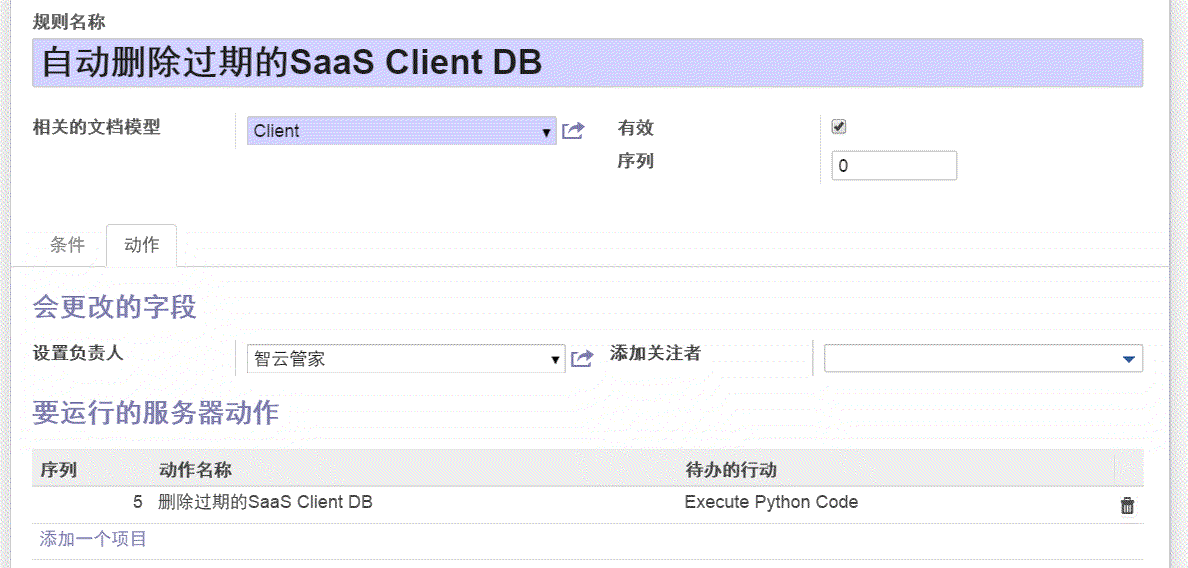 规则名称
自动删除过期的SaaS Client DB
相关的文档模型 Client 有效
序列 0
条件 动作
会更改的字段
设置负责人 智云管家 添加关注者
要运行的服务器动作
序列 动作名称 待办的行动
5 删除过期的SaaS Client DB Execute Python Code
添加一个项目